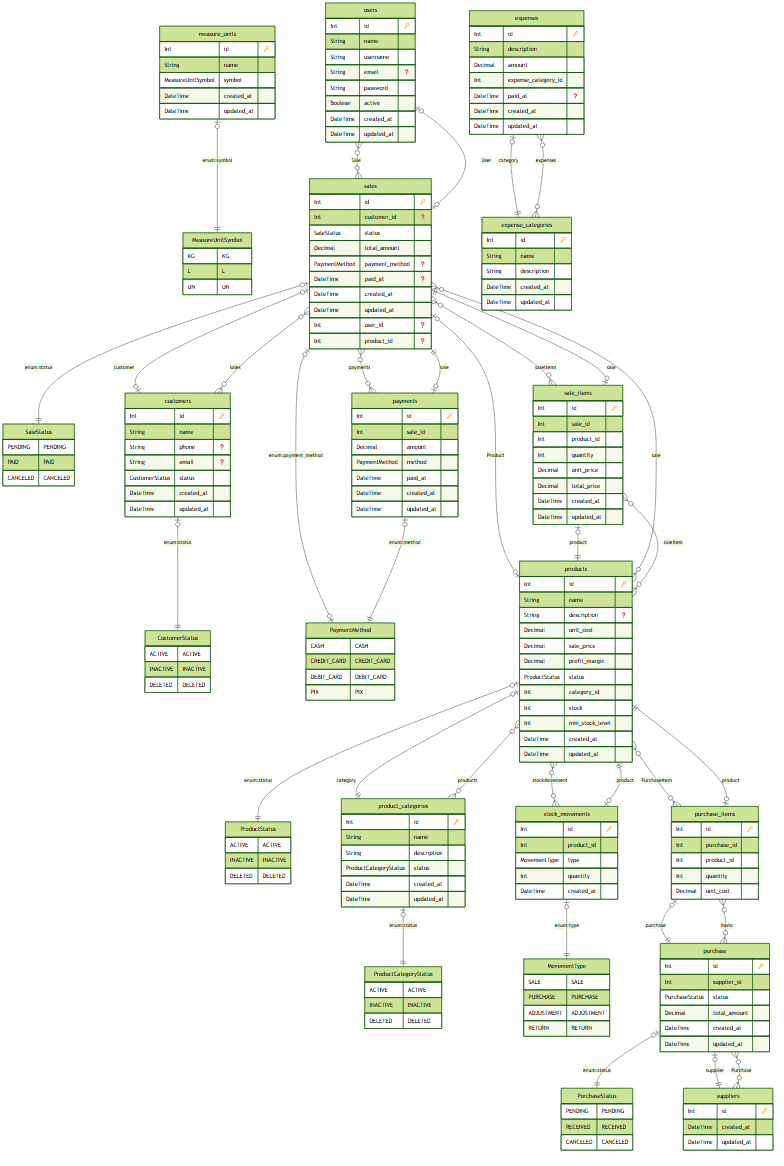 users
Int id 🔑
String name
String username
String email ❓
String password
Boolean active
DateTime created_at
DateTime updated_at
expenses
Int id 🔑
String description
Decimal amount
Int expense_category_id
DateTime paid_at ❓
DateTime created_at
DateTime updated_at
measure_units
Int id 🔑
String name
MeasureUnitSymbol symbol
DateTime created_at
DateTime updated_at
enum:symbol
Sale
User
category
expenses
sales
Int id 🔑
Int customer_id ❓
SaleStatus status
Decimal total_amount
PaymentMethod payment_method ❓
DateTime paid_at ❓
DateTime created_at
DateTime updated_at
Int user_id ❓
Int product_id ❓
MeasureUnitSymbol
KG KG
L L
UN UN
expense_categories
Int id 🔑
String name
String description
DateTime created_at
DateTime updated_at
enum:status
customer
sales
payments
sale
saleItems
sale
customers
Int id 🔑
String name
String phone ❓
String email ❓
CustomerStatus status
DateTime created_at
DateTime updated_at
payments
Int id 🔑
Int sale_id
Decimal amount
PaymentMethod method
DateTime paid_at
DateTime created_at
DateTime updated_at
sale_items
Int id 🔑
Int sale_id
Int product_id
Int quantity
Decimal unit_price
Decimal total_price
DateTime created_at
DateTime updated_at
SaleStatus
PENDING PENDING
PAID PAID
CANCELED CANCELED
enum:payment_method
Product
sale
enum:status
enum:method
product
saleItem
products
Int id 🔑
String name
String description ❓
Decimal unit_cost
Decimal sale_price
Decimal profit_margin
ProductStatus status
Int category_id
Int stock
Int min_stock_level
DateTime created_at
DateTime updated_at
CustomerStatus
ACTIVE ACTIVE
INACTIVE INACTIVE
DELETED DELETED
PaymentMethod
CASH CASH
CREDIT_CARD CREDIT_CARD
DEBIT_CARD DEBIT_CARD
PIX PIX
enum:status
category
products
stockMovement
product
PurchaseItem
product
product_categories
Int id 🔑
String name
String description
ProductCategoryStatus status
DateTime created_at
DateTime updated_at
stock_movements
Int id 🔑
Int product_id
MovementType type
Int quantity
DateTime created_at
purchase_items
Int id 🔑
Int purchase_id
Int product_id
Int quantity
Decimal unit_cost
ProductStatus
ACTIVE ACTIVE
INACTIVE INACTIVE
DELETED DELETED
enum:status
enum:type
purchase
items
ProductCategoryStatus
ACTIVE ACTIVE
INACTIVE INACTIVE
DELETED DELETED
MovementType
SALE SALE
PURCHASE PURCHASE
ADJUSTMENT ADJUSTMENT
RETURN RETURN
purchase
Int id 🔑
Int supplier_id
PurchaseStatus status
Decimal total_amount
DateTime created_at
DateTime updated_at
enum:status
supplier
Purchase
PurchaseStatus
PENDING PENDING
RECEIVED RECEIVED
CANCELED CANCELED
suppliers
Int id 🔑
DateTime created_at
DateTime updated_at